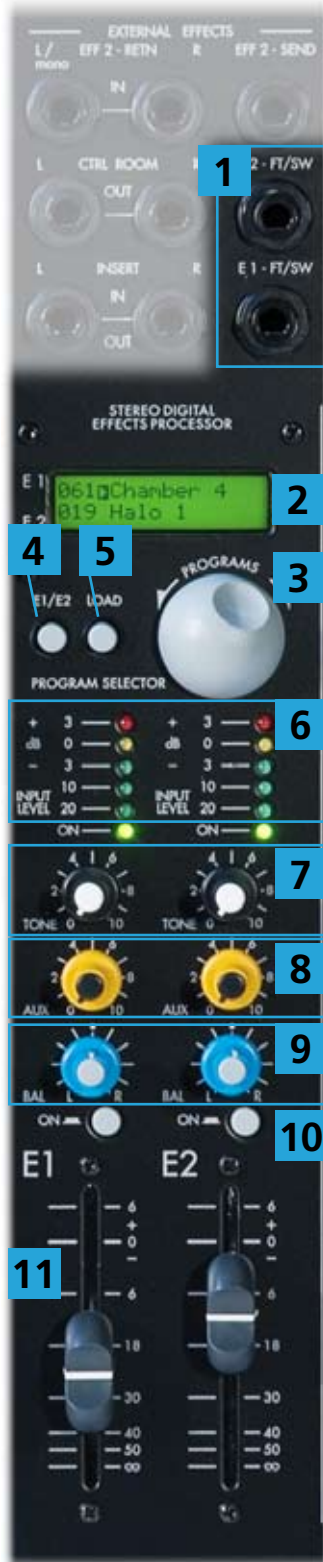 EXTERNAL EFFECTS
L/mono EFF 2 - RETN R EFF 2 - SEND
IN
L CTRL ROOM 1 2 - FT/SW
OUT
L INSERT R E 1 - FT/SW
IN
OUT
STEREO DIGITAL
EFFECTS PROCESSOR
E 1 061 Chamber 4
E 2 019 Halo 1 2
4 5 3
E1/E2 LOAD PROGRAMS
PROGRAM SELECTOR
+ 3 + 3 6
dB 0 dB 0
− 3 − 3
INPUT 10 INPUT 10
LEVEL 20 LEVEL 20
ON ON
7
4 6 4 6
2 8 2 8
TONE 0 10 TONE 0 10
8
4 6 4 6
2 8 2 8
AUX 0 10 AUX 0 10
9
BAL L R BAL L R
ON ON 10
E1 E2
6 6
+ +
0 0
− −
11 6 6
18 18
30 30
40 40
50 50
∞ ∞